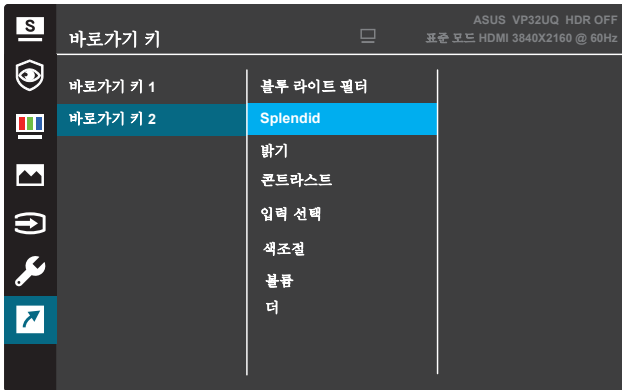 S
ASUS VP32UQ HDR OFF
바로가기 키
표준 모드 HDMI 3840X2160 @ 60Hz
바로가기 키 1
블루 라이트 필터
바로가기 키 2
Splendid
밝기
콘트라스트
입력 선택
색조절
볼륨
더